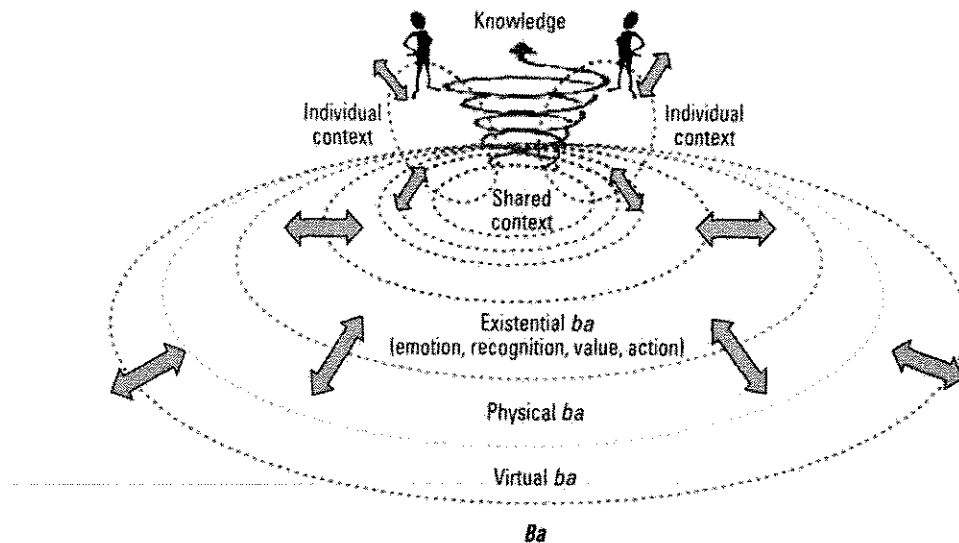 Knowledge
Individual
context
Individual
context
Shared
context
Existential ba
(emotion, recognition, value, action)
Physical ba
Virtual ba
Ba